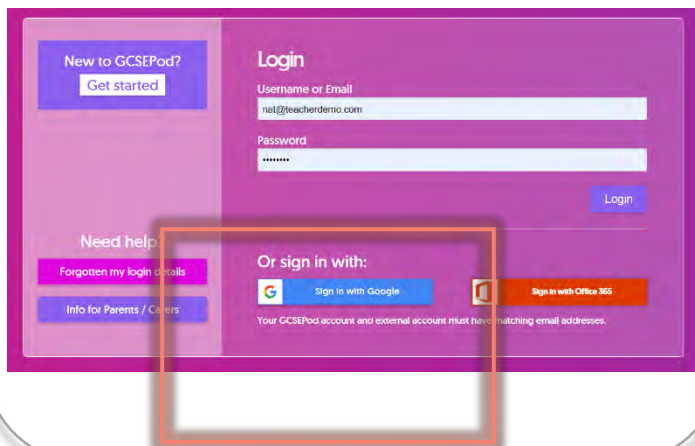 New to GCSEPod?
Get started
Login
Username or Email
nat@teacherdemo.com
Password
••••••••
Login
Need help?
Forgotten my login details
Info for Parents / Carers
Or sign in with:
G
Sign in with Google
Sign in with Office 365
Your GCSEPod account and external account must have matching email addresses.